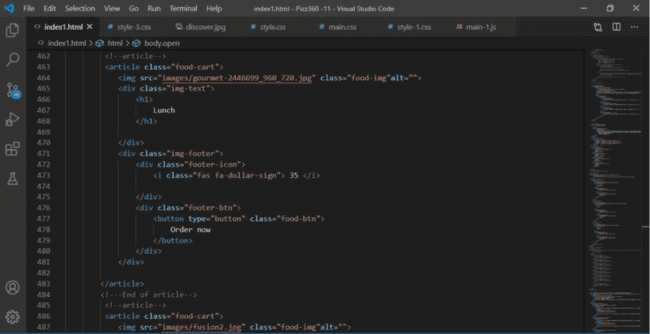 File Edit Selection View Go Run Terminal Help
index1.html - Pizz360 -11 - Visual Studio Code
index1.html style-3.css discover.jpg style.css main.css style-1.css main-1.js
index1.html > html > body.open
462 <!--article-->
463 <article class="food-cart">
464 <img src="images/gourmet-2446699_960_720.jpg" class="food-img"alt="">
465 <div class="img-text">
466 <h1>
467 Lunch
468 </h1>
469
470 </div>
471 <div class="img-footer">
472 <div class="footer-icon">
473 <i class="fas fa-dollar-sign"> 35 </i>
474
475 </div>
476 <div class="footer-btn">
477 <button type="button" class="food-btn">
478 Order now
479 </button>
480 </div>
481 </div>
482
483 </article>
484 <!--End of article-->
485 <!--article-->
486 <article class="food-cart">
487 <img src="images/fusion2.jpg" class="food-img"alt="">